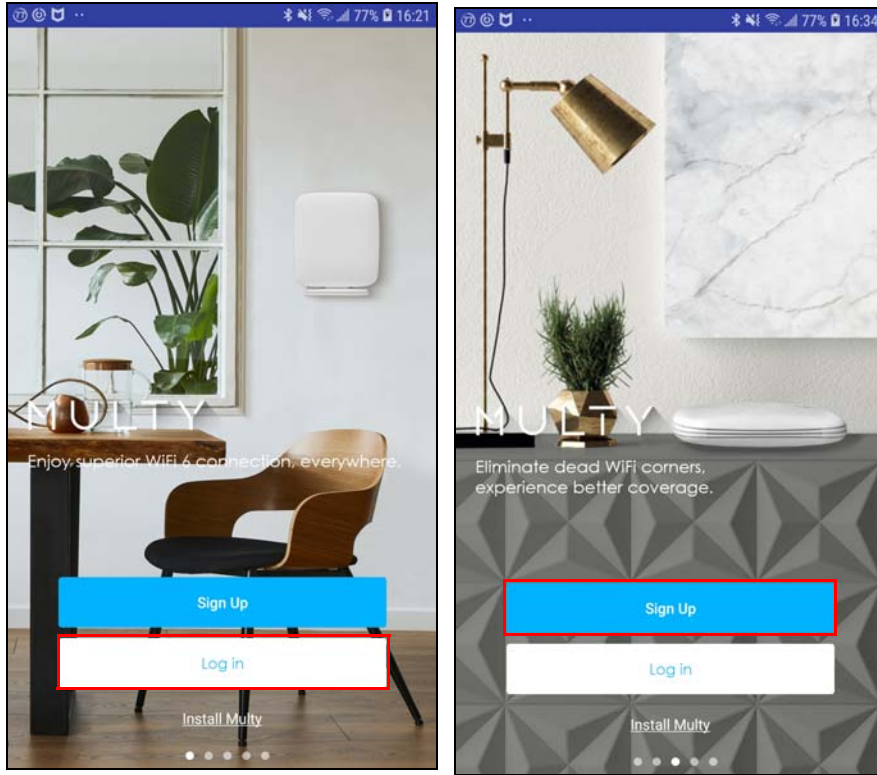 77% 16:21
MULTY
Enjoy superior WiFi 6 connection, everywhere.
Sign Up
Log in
Install Multy
77% 16:34
MULTY
Eliminate dead WiFi corners,
experience better coverage.
Sign Up
Log in
Install Multy